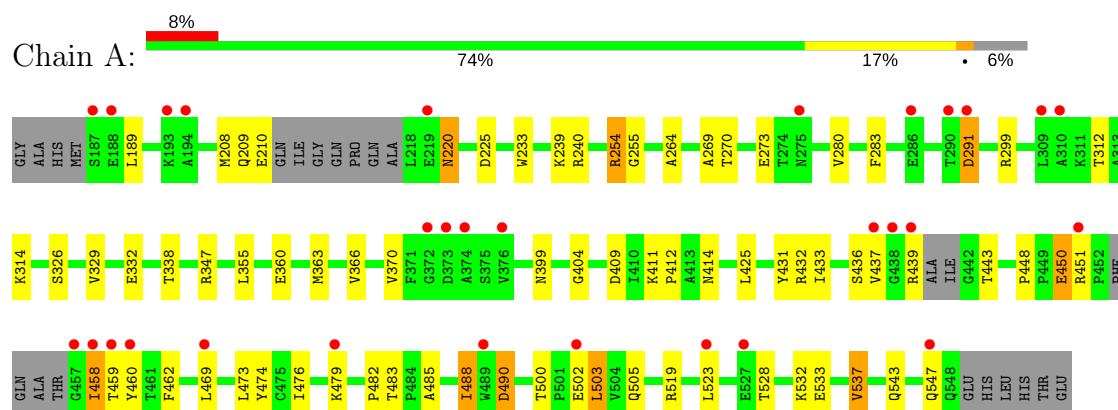 8%
Chain A:
74% 17% • 6%
GLY ALA HIS MET S187 E188 L189 K193 A194 M208 Q209 E210 GLN ILE GLY GLN PRO GLN ALA L218 E219 N220 D225 W233 K239 R240 R254 G255 A264 A269 T270 E273 T274 N275 V280 F283 E286 T290 D291 R299 L309 A310 K311 T312 A313
K314 S326 V329 E332 T338 R347 L355 E360 M363 V366 V370 F371 G372 D373 A374 S375 V376 N399 G404 D409 I410 K411 P412 A413 N414 L425 Y431 R432 I433 S436 V437 G438 R439 ALA ILE G442 T443 P448 P449 E450 R451 P452 PHE
GLN ALA THR G457 I458 T459 Y460 T461 F462 L469 L473 Y474 C475 I476 K479 P482 T483 P484 A485 I488 W489 D490 T500 P501 E502 L503 V504 Q505 R519 L523 E527 T528 K532 E533 V537 Q543 Q547 Q548 GLU HIS LEU HIS THR GLU